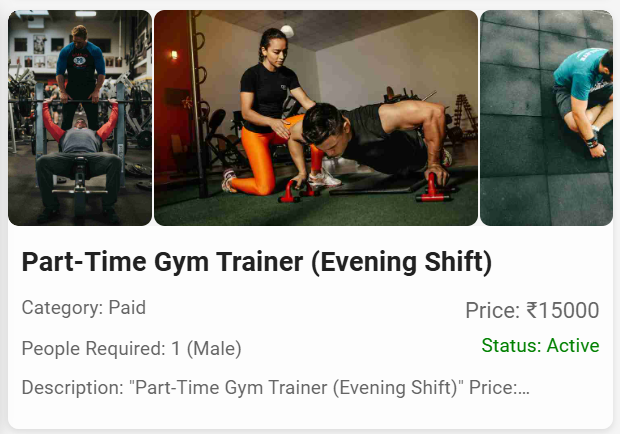 Part-Time Gym Trainer (Evening Shift)
Category: Paid
Price: ₹15000
People Required: 1 (Male)
Status: Active
Description: "Part-Time Gym Trainer (Evening Shift)" Price:...